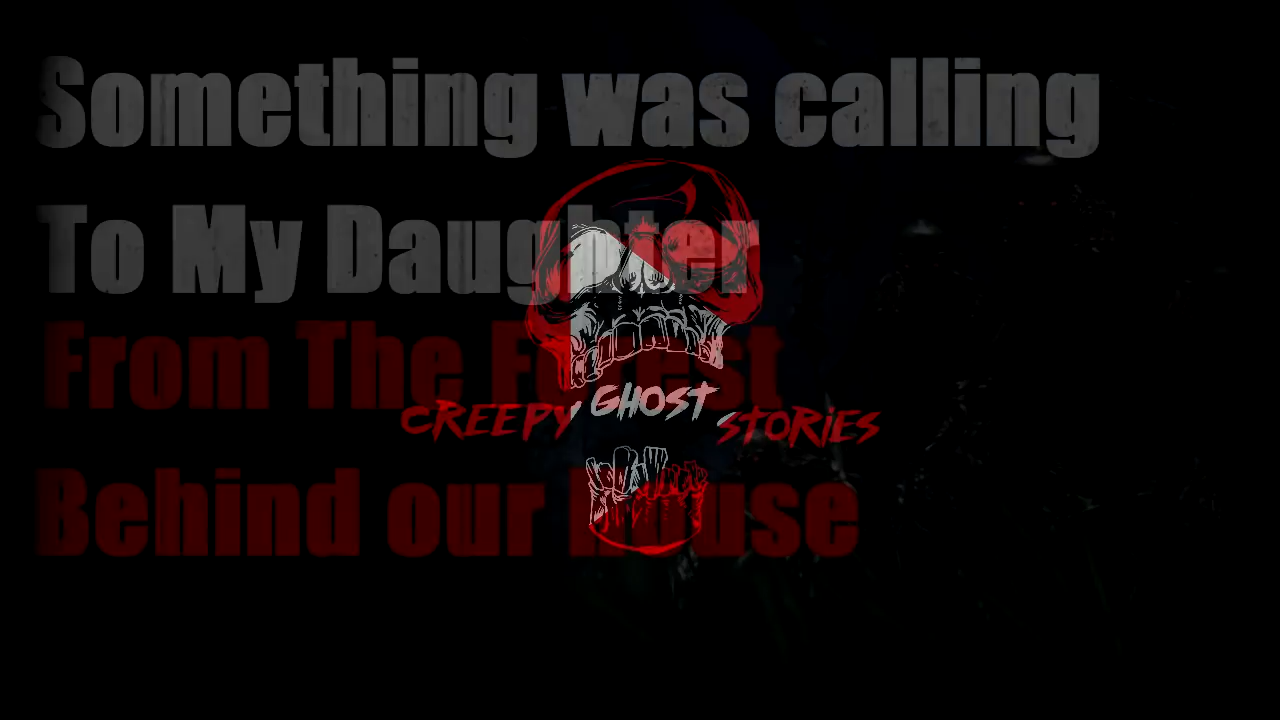 Something was calling
To My Daughter
From The Forest
CREEPY GHOST STORIES
Behind our House